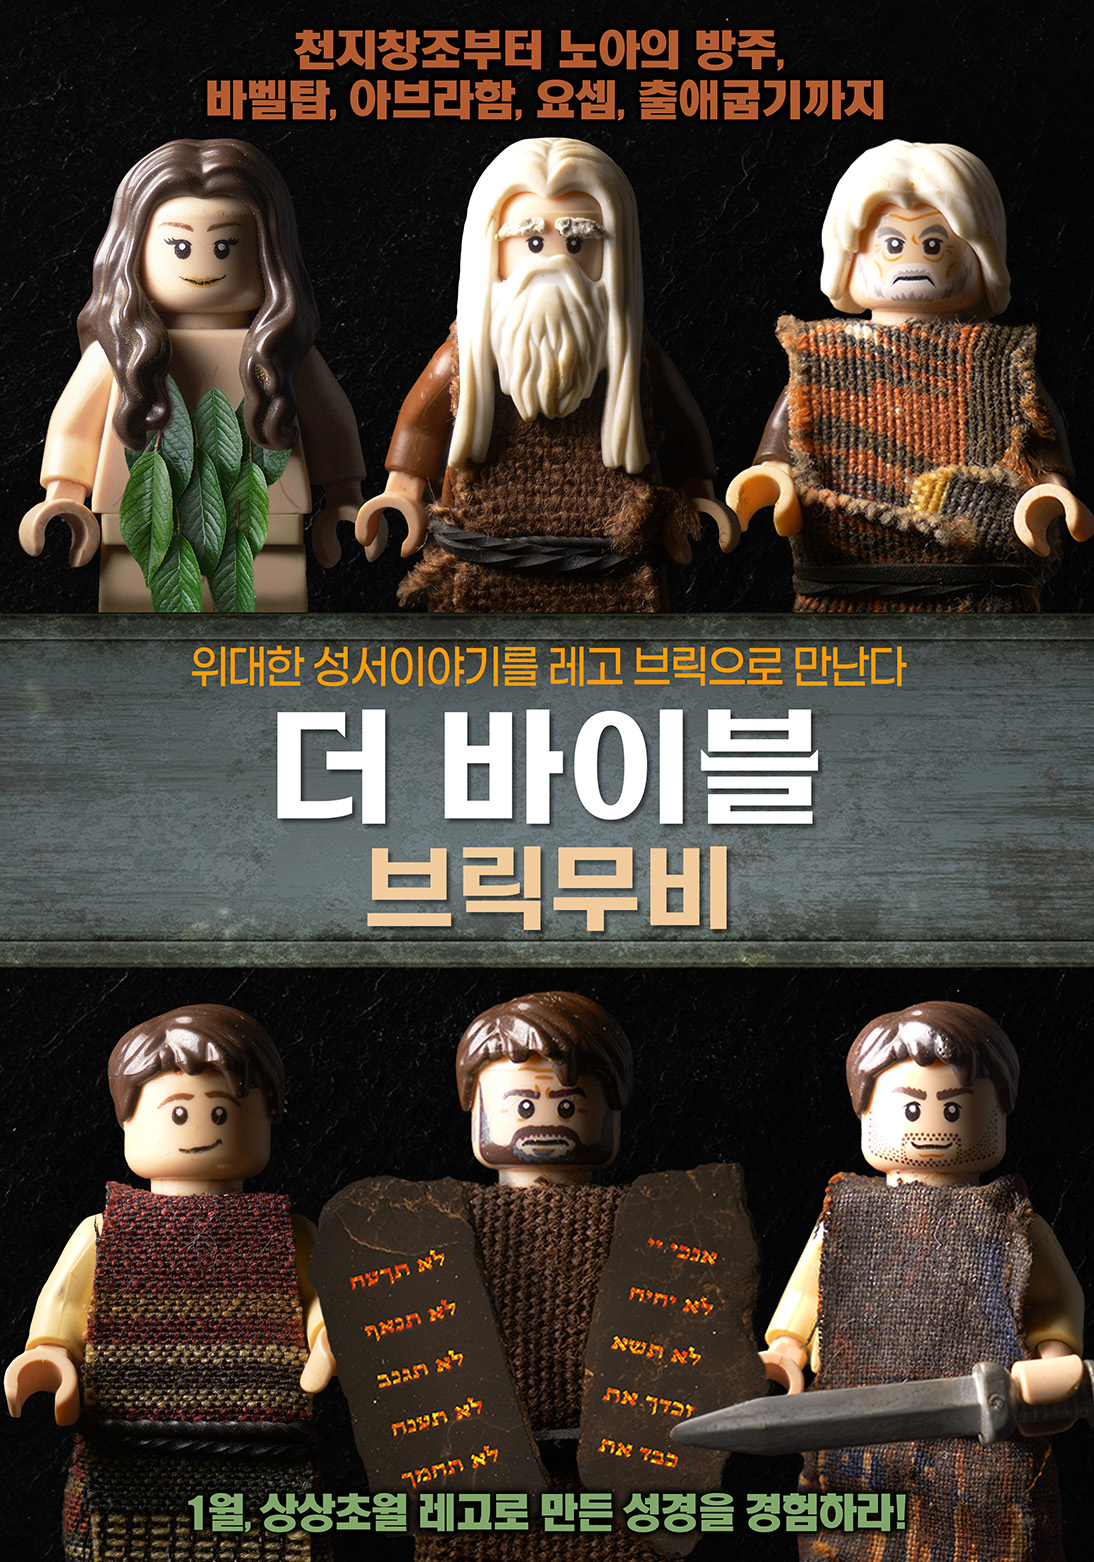 천지창조부터 노아의 방주,
바벨탑, 아브라함, 요셉, 출애굽기까지
위대한 성서이야기를 레고 브릭으로 만난다
더 바이블
브릭무비
אנכי יי
לא יהיה
לא תשא
זכור את
כבד את
לא תרצח
לא תנאף
לא תגנב
לא תענה
לא תחמד
1월, 상상초월 레고로 만든 성경을 경험하라!